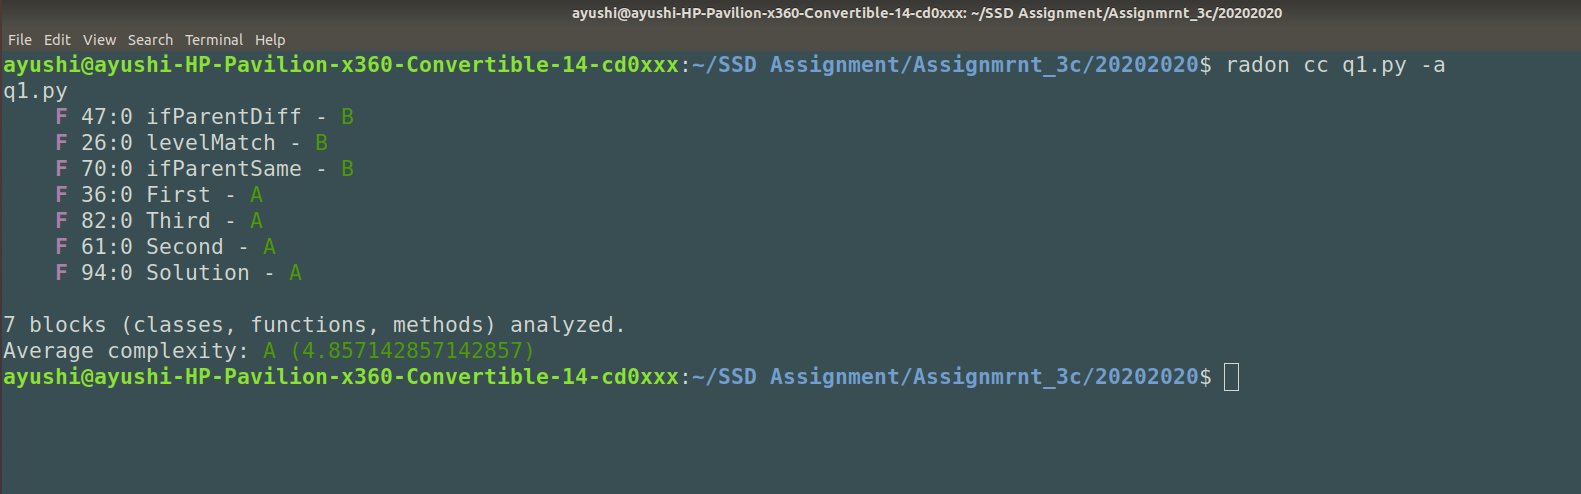 ayushi@ayushi-HP-Pavilion-x360-Convertible-14-cd0xxx: ~/SSD Assignment/Assignmrnt_3c/20202020
File Edit View Search Terminal Help
ayushi@ayushi-HP-Pavilion-x360-Convertible-14-cd0xxx:~/SSD Assignment/Assignmrnt_3c/20202020$ radon cc q1.py -a
q1.py
    F 47:0 ifParentDiff - B
    F 26:0 levelMatch - B
    F 70:0 ifParentSame - B
    F 36:0 First - A
    F 82:0 Third - A
    F 61:0 Second - A
    F 94:0 Solution - A
7 blocks (classes, functions, methods) analyzed.
Average complexity: A (4.857142857142857)
ayushi@ayushi-HP-Pavilion-x360-Convertible-14-cd0xxx:~/SSD Assignment/Assignmrnt_3c/20202020$